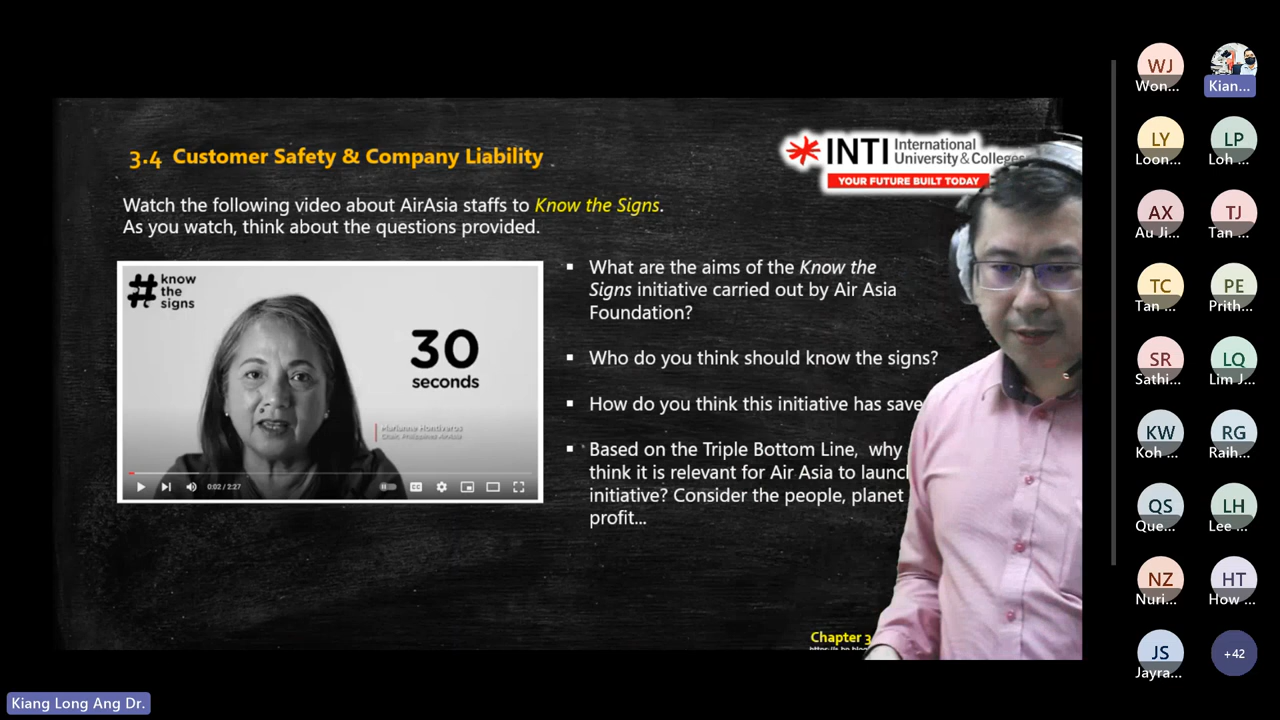 3.4 Customer Safety & Company Liability
INTI International
University & Colleges
YOUR FUTURE BUILT TODAY
Watch the following video about AirAsia staffs to Know the Signs.
As you watch, think about the questions provided.
# know
the
signs
30
seconds
Marianne Hontiveros
Chair, Philippines AirAsia
0:02 / 2:27
CC
▪ What are the aims of the Know the
Signs initiative carried out by Air Asia
Foundation?
▪ Who do you think should know the signs?
▪ How do you think this initiative has save
▪ Based on the Triple Bottom Line, why
think it is relevant for Air Asia to launch
initiative? Consider the people, planet
profit...
Chapter 3
Kiang Long Ang Dr.
WJ
Won...
Kian...
LY
Loon...
LP
Loh ...
AX
Au Ji...
TJ
Tan ...
TC
Tan ...
PE
Prith...
SR
Sathi...
LQ
Lim J...
KW
Koh ...
RG
Raih...
QS
Que...
LH
Lee ...
NZ
Nuri...
HT
How ...
JS
Jayra...
+42